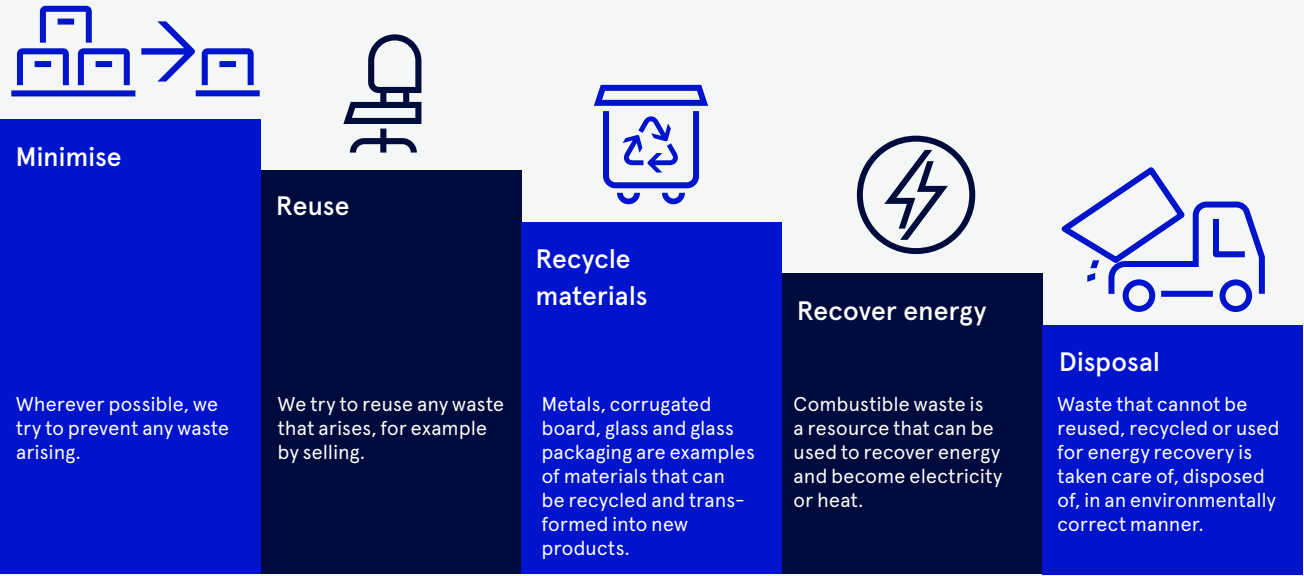 Minimise
Wherever possible, we
try to prevent any waste
arising.
Reuse
We try to reuse any waste
that arises, for example
by selling.
Recycle
materials
Metals, corrugated
board, glass and glass
packaging are examples
of materials that can
be recycled and trans-
formed into new
products.
Recover energy
Combustible waste is
a resource that can be
used to recover energy
and become electricity
or heat.
Disposal
Waste that cannot be
reused, recycled or used
for energy recovery is
taken care of, disposed
of, in an environmentally
correct manner.